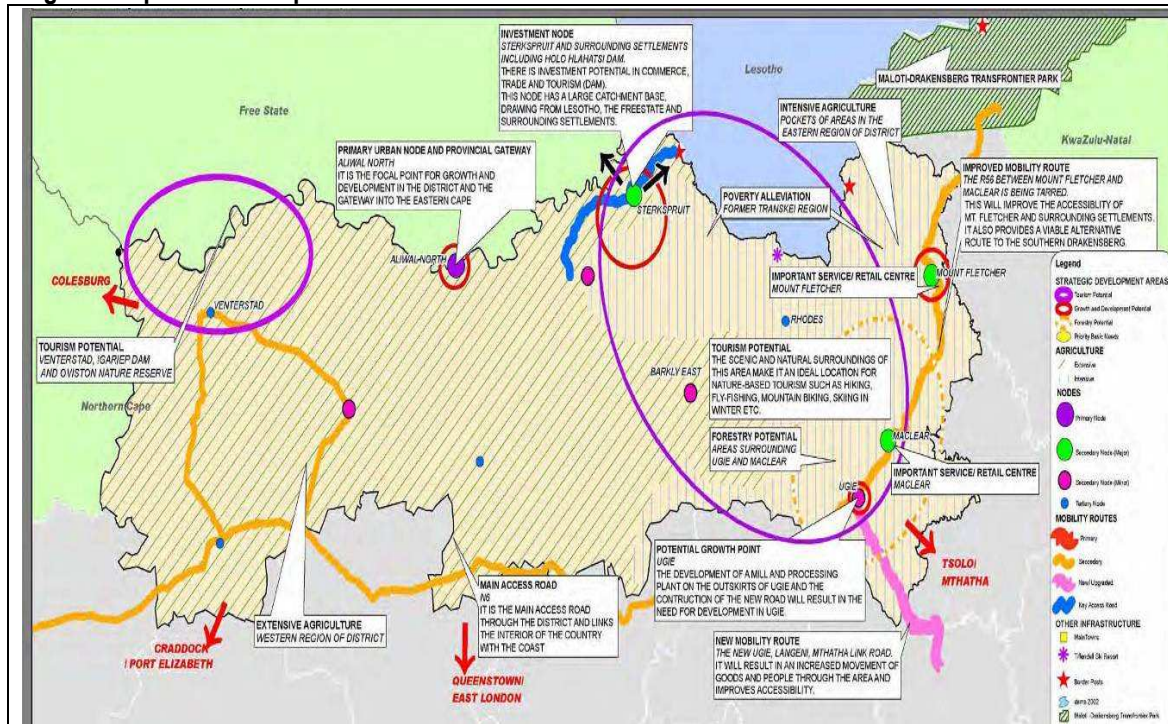 INVESTMENT NODE
STERKSPRUIT AND SURROUNDING SETTLEMENTS
INCLUDING HOLO HLAHATSI DAM.
THERE IS INVESTMENT POTENTIAL IN COMMERCE,
TRADE AND TOURISM (DAM).
THIS NODE HAS A LARGE CATCHMENT BASE,
DRAWING FROM LESOTHO, THE FREESTATE AND
SURROUNDING SETTLEMENTS.
Lesotho
MALOTI-DRAKENSBERG TRANSFRONTIER PARK
Free State
KwaZulu-Natal
INTENSIVE AGRICULTURE
POCKETS OF AREAS IN THE
EASTERN REGION OF DISTRICT
PRIMARY URBAN NODE AND PROVINCIAL GATEWAY
ALIWAL NORTH
IT IS THE FOCAL POINT FOR GROWTH AND
DEVELOPMENT IN THE DISTRICT AND THE
GATEWAY INTO THE EASTERN CAPE
IMPROVED MOBILITY ROUTE
THE R56 BETWEEN MOUNT FLETCHER AND
MACLEAR IS BEING TARRED.
THIS WILL IMPROVE THE ACCESSIBLITY OF
MT. FLETCHER AND SURROUNDING SETTLEMENTS.
IT ALSO PROVIDES A VIABLE ALTERNATIVE
ROUTE TO THE SOUTHERN DRAKENSBERG.
POVERTY ALLEVIATION
FORMER TRANSKEI REGION
STERKSPRUIT
ALIWAL-NORTH
COLESBURG
VENTERSTAD
IMPORTANT SERVICE/ RETAIL CENTRE
MOUNT FLETCHER
MOUNT FLETCHER
RHODES
TOURISM POTENTIAL
VENTERSTAD, !GARIEP DAM
AND OVISTON NATURE RESERVE
Northern Cape
BARKLY EAST
TOURISM POTENTIAL
THE SCENIC AND NATURAL SURROUNDINGS OF
THIS AREA MAKE IT AN IDEAL LOCATION FOR
NATURE-BASED TOURISM SUCH AS HIKING,
FLY-FISHING, MOUNTAIN BIKING, SKIING IN
WINTER ETC.
FORESTRY POTENTIAL
AREAS SURROUNDING
UGIE AND MACLEAR
MACLEAR
IMPORTANT SERVICE/ RETAIL CENTRE
MACLEAR
UGIE
POTENTIAL GROWTH POINT
UGIE
THE DEVELOPMENT OF A MILL AND PROCESSING
PLANT ON THE OUTSKIRTS OF UGIE AND THE
CONTRUCTION OF THE NEW ROAD WILL RESULT IN THE
NEED FOR DEVELOPMENT IN UGIE
TSOLO/
MTHATHA
MAIN ACCESS ROAD
N6
IT IS THE MAIN ACCESS ROAD
THROUGH THE DISTRICT AND LINKS
THE INTERIOR OF THE COUNTRY
WITH THE COAST
EXTENSIVE AGRICULTURE
WESTERN REGION OF DISTRICT
CRADDOCK
/ PORT ELIZABETH
QUEENSTOWN/
EAST LONDON
NEW MOBILITY ROUTE
THE NEW UGIE, LANGENI, MTHATHA LINK ROAD.
IT WILL RESULT IN AN INCREASED MOVEMENT OF
GOODS AND PEOPLE THROUGH THE AREA AND
IMPROVES ACCESSIBILITY.
Legend
STRATEGIC DEVELOPMENT AREAS
Tourism Potential
Growth and Development Potential
Forestry Potential
Priority Basic Needs
AGRICULTURE
Extensive
Intensive
NODES
Primary Node
Secondary Node (Major)
Secondary Node (Minor)
Tertiary Node
MOBILITY ROUTES
Primary
Secondary
New/ Upgraded
Key Access Road
OTHER INFRASTRUCTURE
Main Towns
Tiffendell Ski Resort
Border Posts
dams 2002
Maloti - Drakensberg Transfrontier Park